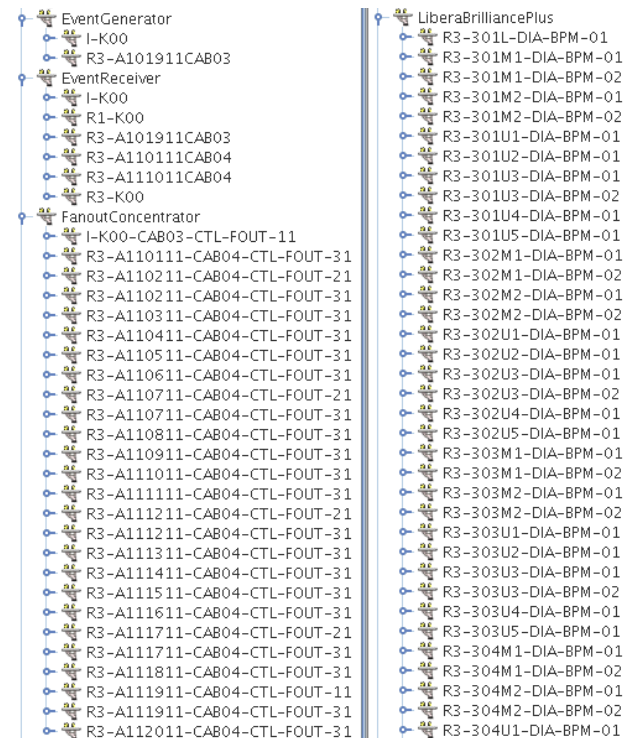 EventGenerator
I-K00
R3-A101911CAB03
EventReceiver
I-K00
R1-K00
R3-A101911CAB03
R3-A110111CAB04
R3-A111011CAB04
R3-K00
FanoutConcentrator
I-K00-CAB03-CTL-FOUT-11
R3-A110111-CAB04-CTL-FOUT-31
R3-A110211-CAB04-CTL-FOUT-21
R3-A110211-CAB04-CTL-FOUT-31
R3-A110311-CAB04-CTL-FOUT-31
R3-A110411-CAB04-CTL-FOUT-31
R3-A110511-CAB04-CTL-FOUT-31
R3-A110611-CAB04-CTL-FOUT-31
R3-A110711-CAB04-CTL-FOUT-21
R3-A110711-CAB04-CTL-FOUT-31
R3-A110811-CAB04-CTL-FOUT-31
R3-A110911-CAB04-CTL-FOUT-31
R3-A111011-CAB04-CTL-FOUT-31
R3-A111111-CAB04-CTL-FOUT-31
R3-A111211-CAB04-CTL-FOUT-21
R3-A111211-CAB04-CTL-FOUT-31
R3-A111311-CAB04-CTL-FOUT-31
R3-A111411-CAB04-CTL-FOUT-31
R3-A111511-CAB04-CTL-FOUT-31
R3-A111611-CAB04-CTL-FOUT-31
R3-A111711-CAB04-CTL-FOUT-21
R3-A111711-CAB04-CTL-FOUT-31
R3-A111811-CAB04-CTL-FOUT-31
R3-A111911-CAB04-CTL-FOUT-11
R3-A111911-CAB04-CTL-FOUT-31
R3-A112011-CAB04-CTL-FOUT-31
LiberaBrilliancePlus
R3-301L-DIA-BPM-01
R3-301M1-DIA-BPM-01
R3-301M1-DIA-BPM-02
R3-301M2-DIA-BPM-01
R3-301M2-DIA-BPM-02
R3-301U1-DIA-BPM-01
R3-301U2-DIA-BPM-01
R3-301U3-DIA-BPM-01
R3-301U3-DIA-BPM-02
R3-301U4-DIA-BPM-01
R3-301U5-DIA-BPM-01
R3-302M1-DIA-BPM-01
R3-302M1-DIA-BPM-02
R3-302M2-DIA-BPM-01
R3-302M2-DIA-BPM-02
R3-302U1-DIA-BPM-01
R3-302U2-DIA-BPM-01
R3-302U3-DIA-BPM-01
R3-302U3-DIA-BPM-02
R3-302U4-DIA-BPM-01
R3-302U5-DIA-BPM-01
R3-303M1-DIA-BPM-01
R3-303M1-DIA-BPM-02
R3-303M2-DIA-BPM-01
R3-303M2-DIA-BPM-02
R3-303U1-DIA-BPM-01
R3-303U2-DIA-BPM-01
R3-303U3-DIA-BPM-01
R3-303U3-DIA-BPM-02
R3-303U4-DIA-BPM-01
R3-303U5-DIA-BPM-01
R3-304M1-DIA-BPM-01
R3-304M1-DIA-BPM-02
R3-304M2-DIA-BPM-01
R3-304M2-DIA-BPM-02
R3-304U1-DIA-BPM-01